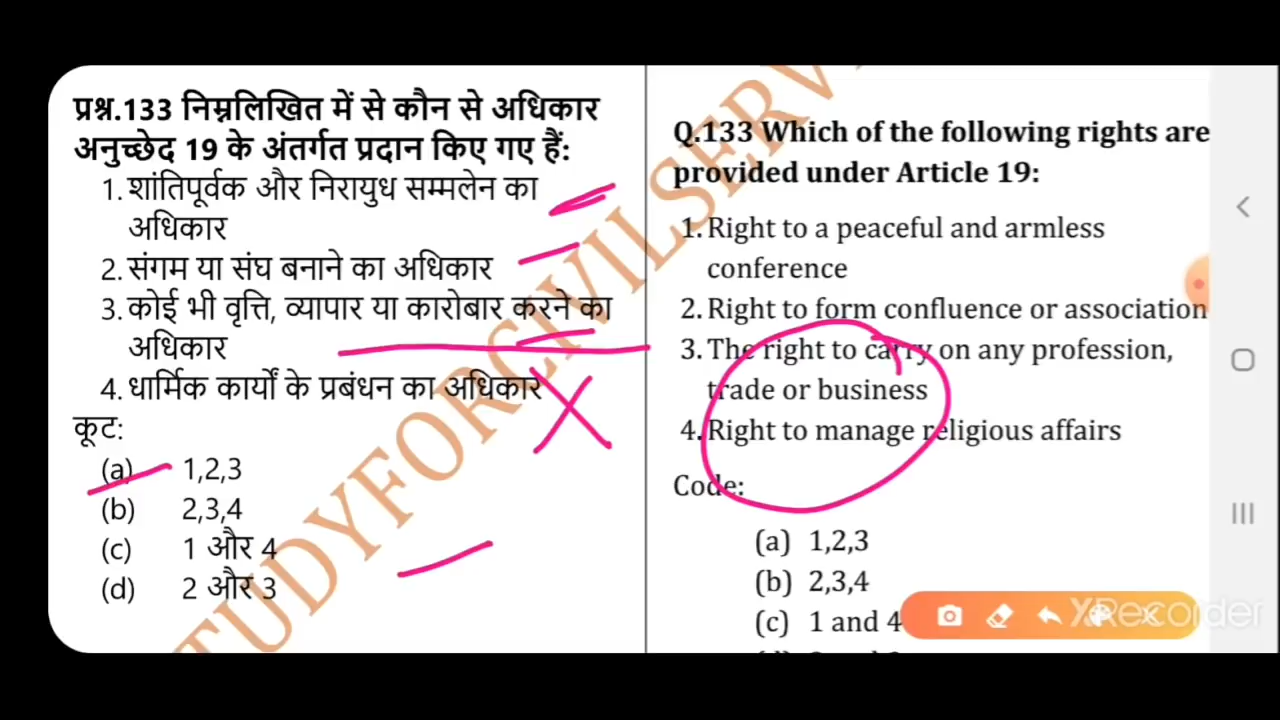 प्रश्न.133 निम्नलिखित में से कौन से अधिकार
अनुच्छेद 19 के अंतर्गत प्रदान किए गए हैं:
1. शांतिपूर्वक और निरायुध सम्मलेन का
अधिकार
2. संगम या संघ बनाने का अधिकार
3. कोई भी वृत्ति, व्यापार या कारोबार करने का
अधिकार
4. धार्मिक कार्यों के प्रबंधन का अधिकार
कूट:
(a) 1,2,3
(b) 2,3,4
(c) 1 और 4
(d) 2 और 3
Q.133 Which of the following rights are
provided under Article 19:
1. Right to a peaceful and armless
conference
2. Right to form confluence or association
3. The right to carry on any profession,
trade or business
4. Right to manage religious affairs
Code:
(a) 1,2,3
(b) 2,3,4
(c) 1 and 4
STUDYFORCIVILSERV
XRecorder